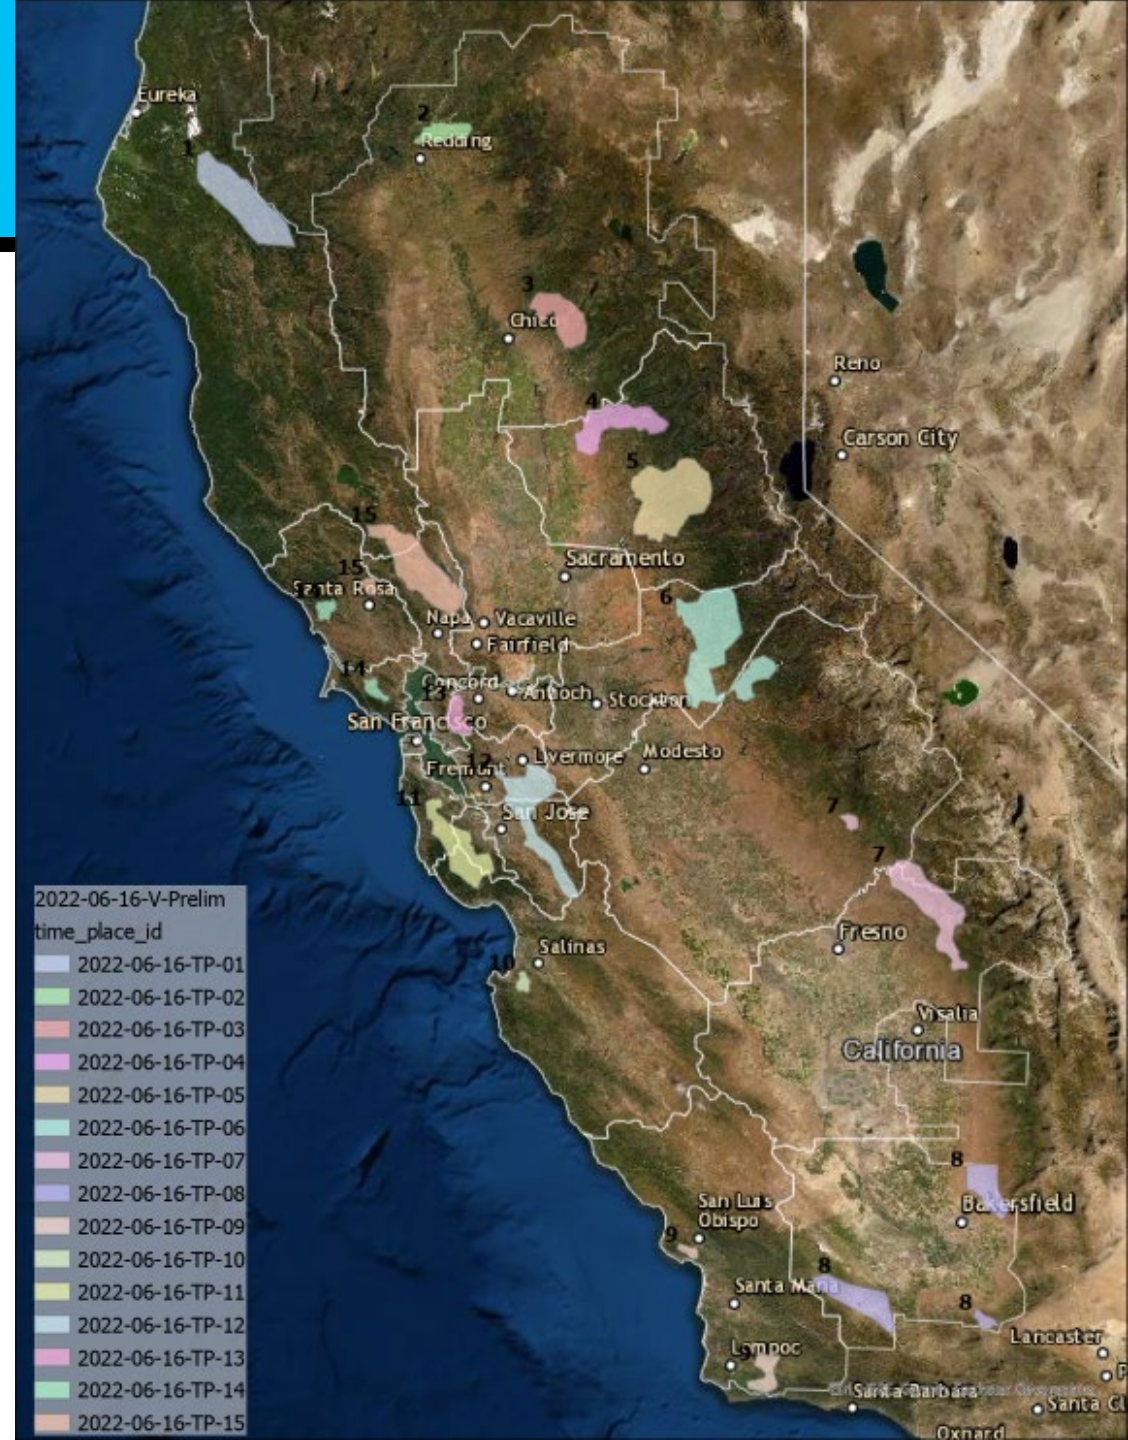 Eureka
1
2
Redding
3
Chico
Reno
4
Carson City
5
15
Sacramento
15
Santa Rosa
6
Napa
Vacaville
Fairfield
14
Concord
Antioch
Stockton
13
San Francisco
Modesto
Livermore
12
Fremont
11
7
San Jose
7
2022-06-16-V-Prelim
time_place_id
2022-06-16-TP-01
2022-06-16-TP-02
2022-06-16-TP-03
2022-06-16-TP-04
2022-06-16-TP-05
2022-06-16-TP-06
2022-06-16-TP-07
2022-06-16-TP-08
2022-06-16-TP-09
2022-06-16-TP-10
2022-06-16-TP-11
2022-06-16-TP-12
2022-06-16-TP-13
2022-06-16-TP-14
2022-06-16-TP-15
Fresno
Salinas
10
Visalia
California
8
Bakersfield
San Luis
Obispo
9
8
Santa Maria
8
Lancaster
Lompoc
9
P
Santa Barbara
Santa Cl
Oxnard